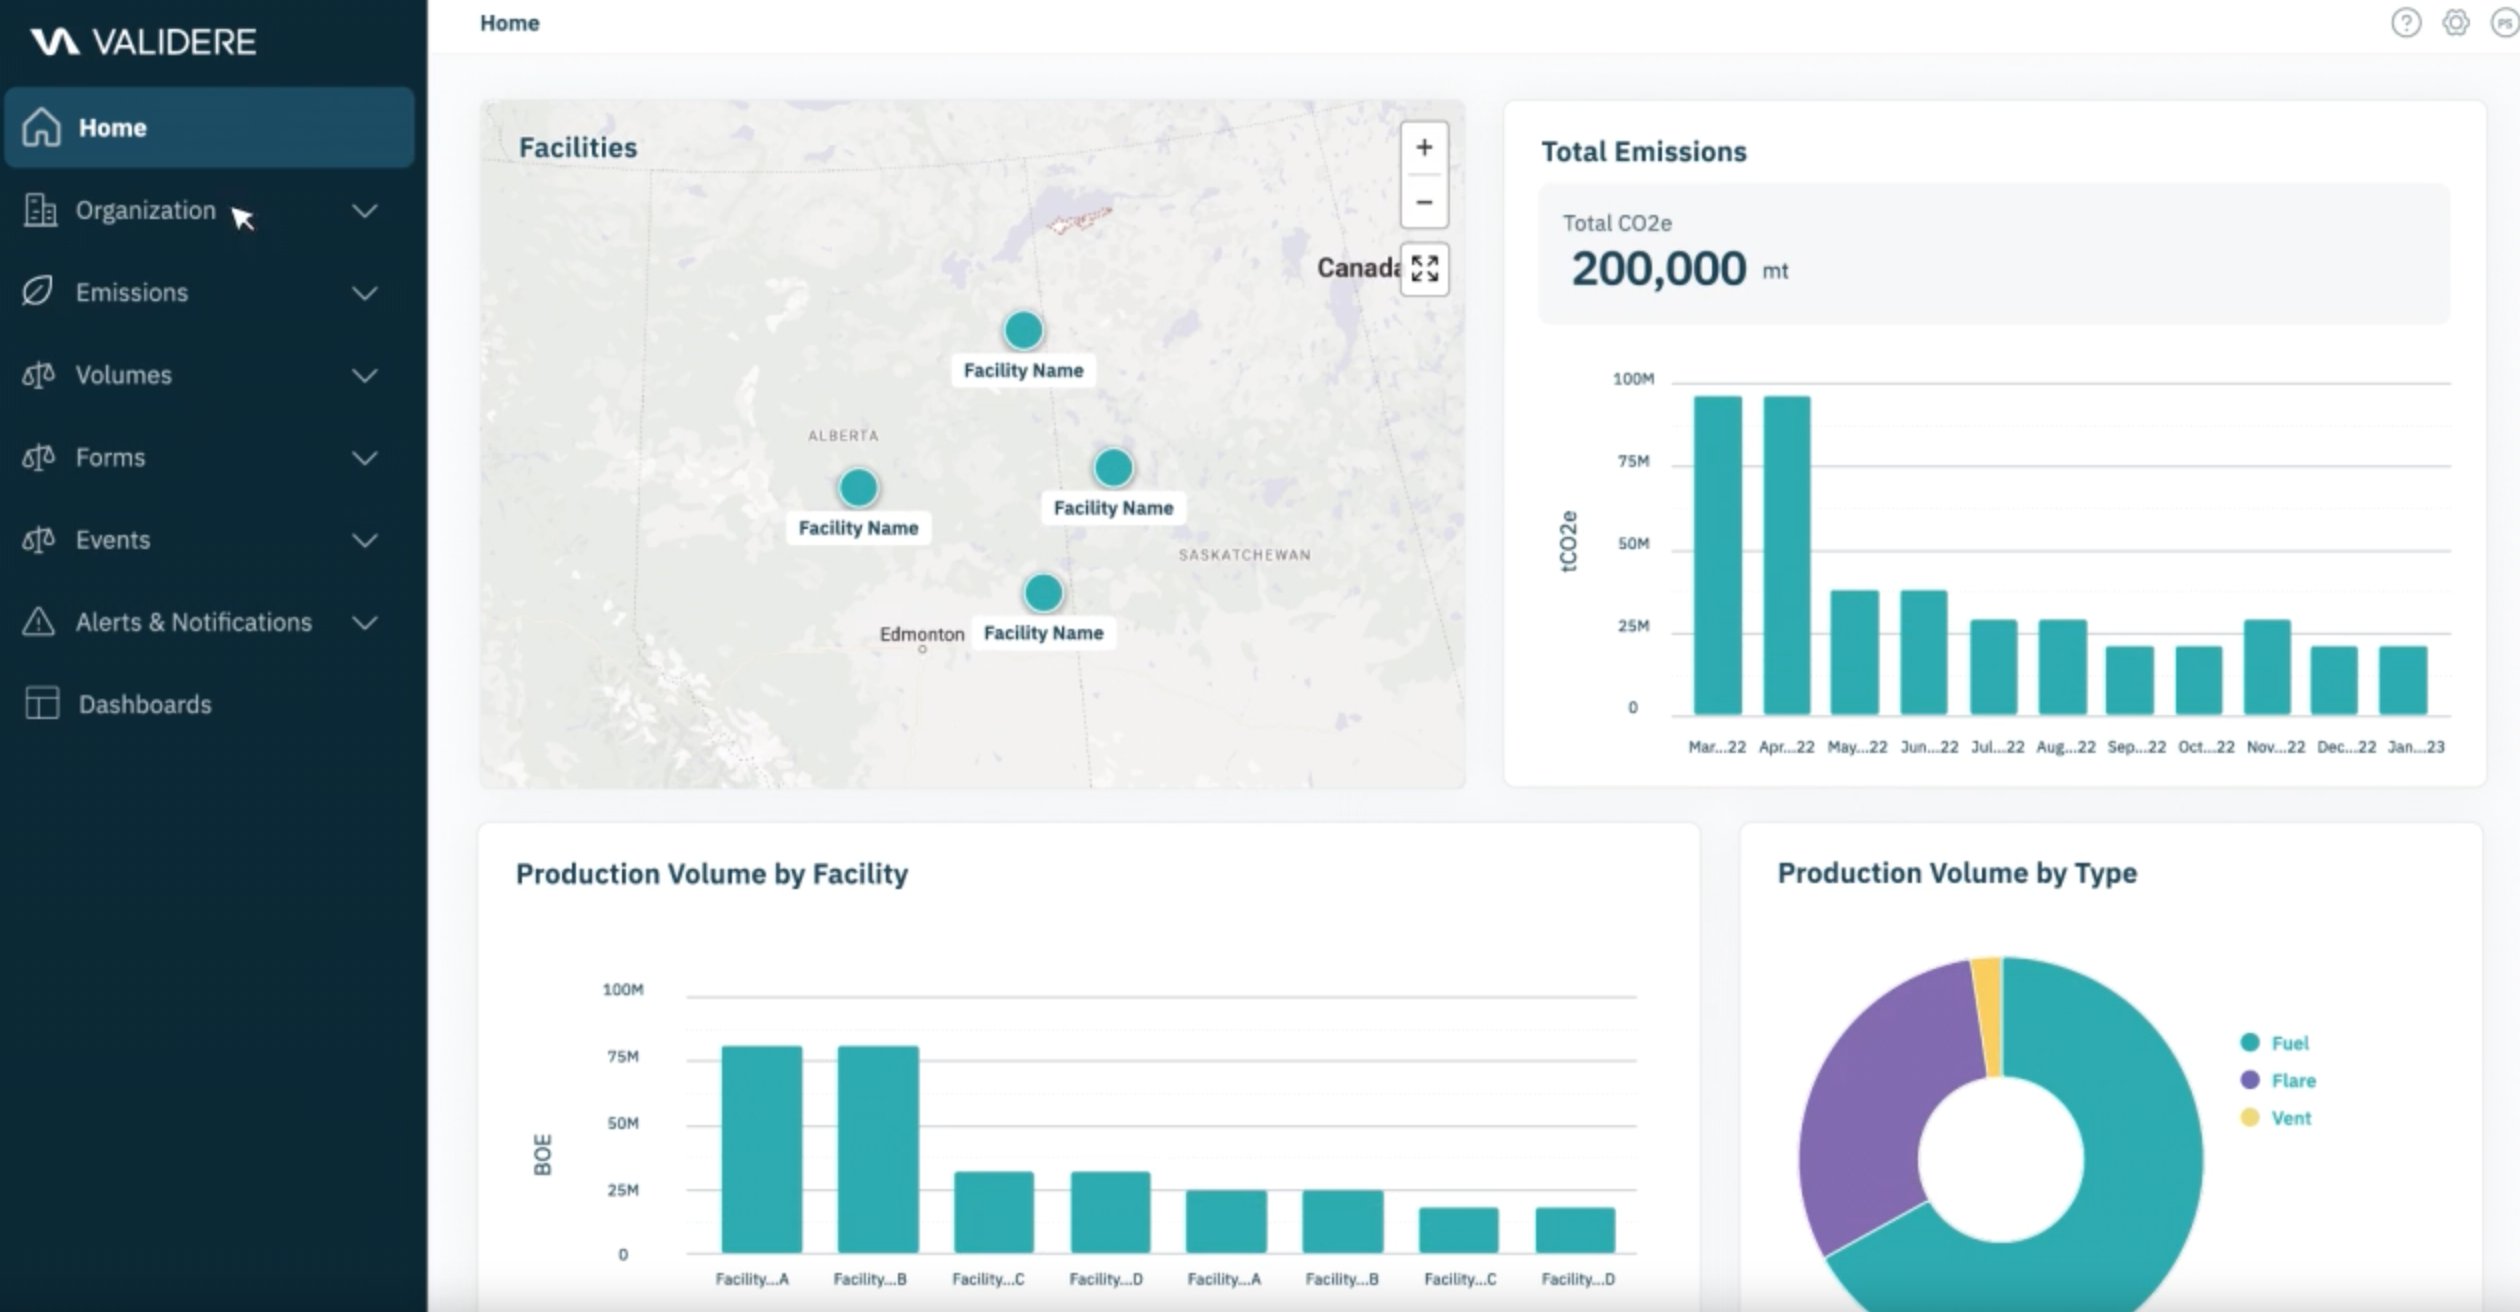 VALIDERE
Home
Organization
Emissions
Volumes
Forms
Events
Alerts & Notifications
Dashboards
Home
PS
Facilities
+
−
Canada
Facility Name
ALBERTA
Facility Name
Facility Name
SASKATCHEWAN
Edmonton
Facility Name
Total Emissions
Total CO2e
200,000 mt
tCO2e
100M
75M
50M
25M
0
Mar...22 Apr...22 May...22 Jun...22 Jul...22 Aug...22 Sep...22 Oct...22 Nov...22 Dec...22 Jan...23
Production Volume by Facility
BOE
100M
75M
50M
25M
0
Facility...A Facility...B Facility...C Facility...D Facility...A Facility...B Facility...C Facility...D
Production Volume by Type
Fuel
Flare
Vent